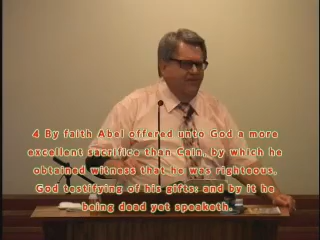 4 By faith Abel offered unto God a more
excellent sacrifice than Cain, by which he
obtained witness that he was righteous,
God testifying of his gifts: and by it he
being dead yet speaketh.